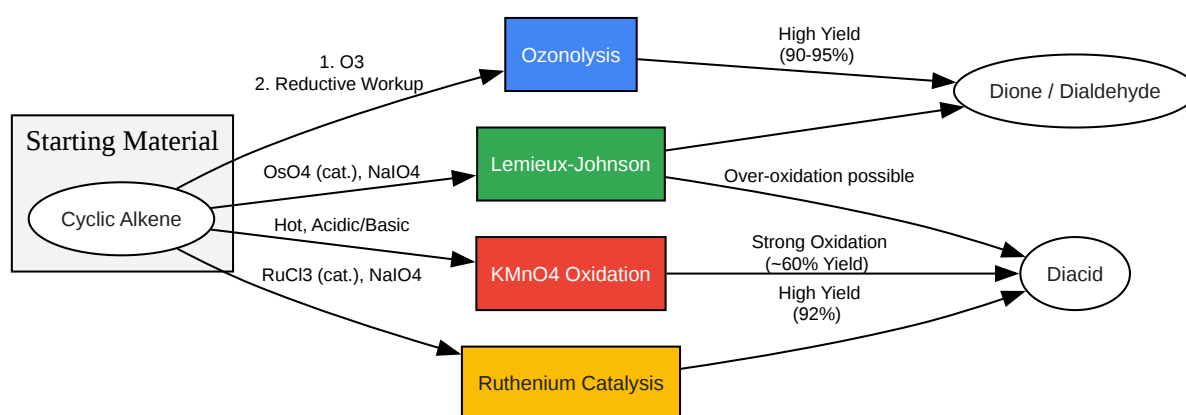 Starting Material
Cyclic Alkene
1. O3
2. Reductive Workup
OsO4 (cat.), NaIO4
Hot, Acidic/Basic
RuCl3 (cat.), NaIO4
Ozonolysis
Lemieux-Johnson
KMnO4 Oxidation
Ruthenium Catalysis
High Yield
(90-95%)
Over-oxidation possible
Strong Oxidation
(~60% Yield)
High Yield
(92%)
Dione / Dialdehyde
Diacid